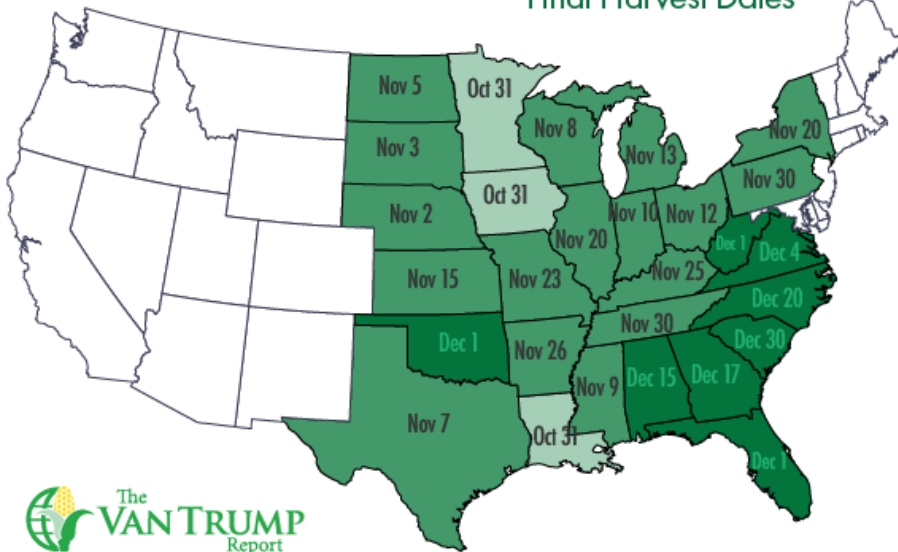 Final Harvest Dates
Nov 5
Oct 31
Nov 8
Nov 13
Nov 20
Nov 3
Oct 31
Nov 30
Nov 2
Nov 20
Nov 10
Nov 12
Dec 1
Dec 4
Nov 15
Nov 23
Nov 25
Dec 20
Dec 1
Nov 26
Nov 30
Dec 30
Nov 7
Oct 31
Nov 9
Dec 15
Dec 17
Dec 1
The
VAN TRUMP
Report